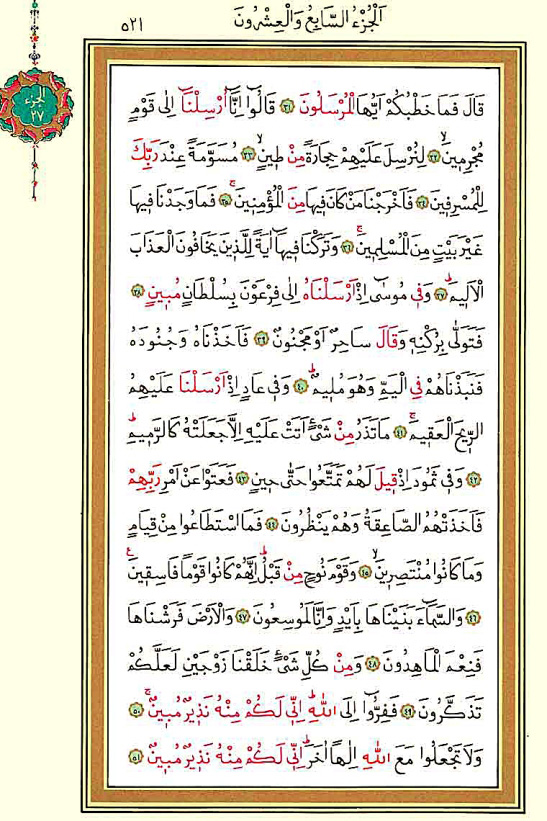 اَلْجُزْءُ السَّابِعُ وَالْعِشْرُونَ
٥٢١
الجزء
٢٧
قَالَ فَمَا خَطْبُكُمْ اَيُّهَا الْمُرْسَلُونَ ﴿٣١﴾ قَالُٓوا اِنَّٓا اُرْسِلْنَٓا اِلٰى قَوْمٍ
مُجْرِمٖينَۙ ﴿٣٢﴾ لِنُرْسِلَ عَلَيْهِمْ حِجَارَةً مِنْ طٖينٍۙ ﴿٣٣﴾ مُسَوَّمَةً عِنْدَ رَبِّكَ
لِلْمُسْرِفٖينَ ﴿٣٤﴾ فَاَخْرَجْنَا مَنْ كَانَ فٖيهَا مِنَ الْمُؤْمِنٖينَۚ ﴿٣٥﴾ فَمَا وَجَدْنَا فٖيهَا
غَيْرَ بَيْتٍ مِنَ الْمُسْلِمٖينَۚ ﴿٣٦﴾ وَتَرَكْنَا فٖيهَٓا اٰيَةً لِلَّذٖينَ يَخَافُونَ الْعَذَابَ
الْاَلٖيمَؕ ﴿٣٧﴾ وَفٖي مُوسٰٓى اِذْ اَرْسَلْنَاهُ اِلٰى فِرْعَوْنَ بِسُلْطَانٍ مُبٖينٍ ﴿٣٨﴾
فَتَوَلّٰى بِرُكْنِهٖ وَقَالَ سَاحِرٌ اَوْ مَجْنُونٌ ﴿٣٩﴾ فَاَخَذْنَاهُ وَجُنُودَهُ
فَنَبَذْنَاهُمْ فِي الْيَمِّ وَهُوَ مُلٖيمٌؕ ﴿٤٠﴾ وَفٖي عَادٍ اِذْ اَرْسَلْنَا عَلَيْهِمُ
الرّٖيحَ الْعَقٖيمَۚ ﴿٤١﴾ مَا تَذَرُ مِنْ شَيْءٍ اَتَتْ عَلَيْهِ اِلَّا جَعَلَتْهُ كَالرَّمٖيمِؕ
﴿٤٢﴾ وَفٖي ثَمُودَ اِذْ قٖيلَ لَهُمْ تَمَتَّعُوا حَتّٰى حٖينٍ ﴿٤٣﴾ فَعَتَوْا عَنْ اَمْرِ رَبِّهِمْ
فَاَخَذَتْهُمُ الصَّاعِقَةُ وَهُمْ يَنْظُرُونَ ﴿٤٤﴾ فَمَا اسْتَطَاعُوا مِنْ قِيَامٍ
وَمَا كَانُوا مُنْتَصِرٖينَۙ ﴿٤٥﴾ وَقَوْمَ نُوحٍ مِنْ قَبْلُؕ اِنَّهُمْ كَانُوا قَوْمًا فَاسِقٖينَࣖ
﴿٤٦﴾ وَالسَّمَٓاءَ بَنَيْنَاهَا بِاَيْدٍ وَاِنَّا لَمُوسِعُونَ ﴿٤٧﴾ وَالْاَرْضَ فَرَشْنَاهَا
فَنِعْمَ الْمَاهِدُونَ ﴿٤٨﴾ وَمِنْ كُلِّ شَيْءٍ خَلَقْنَا زَوْجَيْنِ لَعَلَّكُمْ
تَذَكَّرُونَ ﴿٤٩﴾ فَفِرُّٓوا اِلَى اللّٰهِؕ اِنّٖي لَكُمْ مِنْهُ نَذٖيرٌ مُبٖينٌۚ ﴿٥٠﴾
وَلَا تَجْعَلُوا مَعَ اللّٰهِ اِلٰهًا اٰخَرَؕ اِنّٖي لَكُمْ مِنْهُ نَذٖيرٌ مُبٖينٌ ﴿٥١﴾